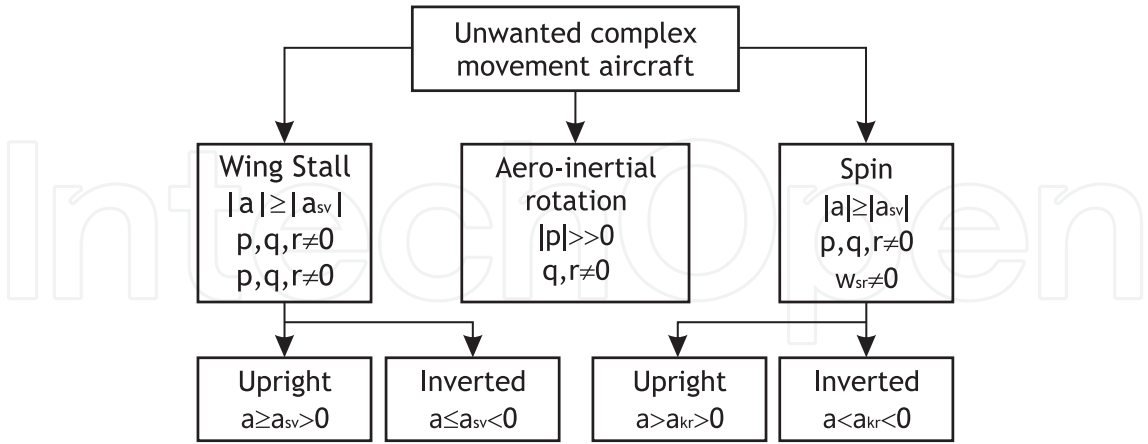 Unwanted complex
movement aircraft
Wing Stall
|a|≥|asv|
p,q,r≠0
p,q,r≠0
Aero-inertial
rotation
|p|>>0
q,r≠0
Spin
|a|≥|asv|
p,q,r≠0
wsr≠0
Upright
a≥asv>0
Inverted
a≤asv<0
Upright
a>akr>0
Inverted
a<akr<0
IntechOpen